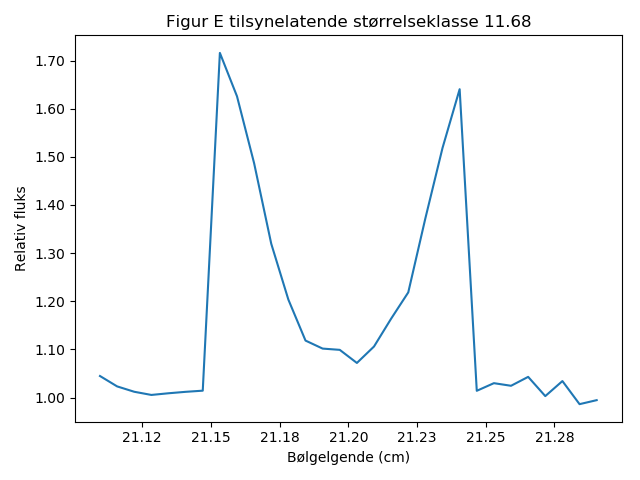 Figur E tilsynelatende størrelseklasse 11.68
1.70
1.60
1.50
1.40
1.30
1.20
1.10
1.00
Relativ fluks
21.12 21.15 21.18 21.20 21.23 21.25 21.28
Bølgelgende (cm)